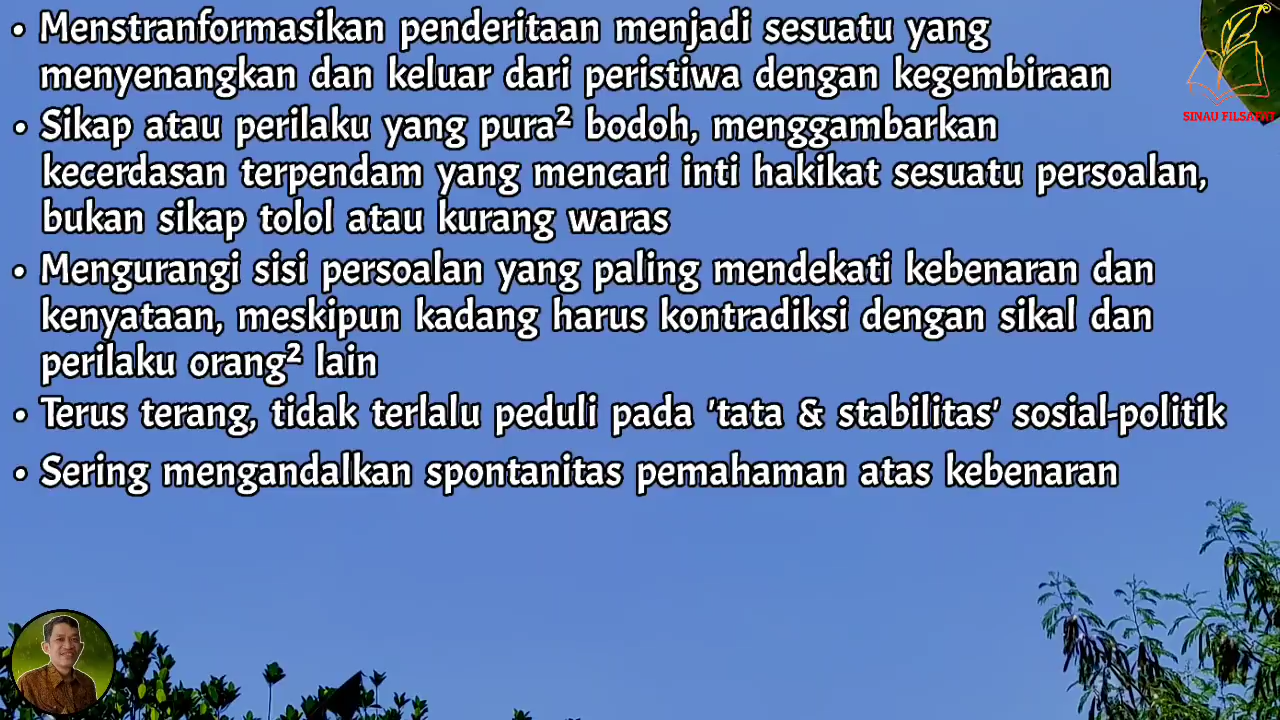 • Menstranformasikan penderitaan menjadi sesuatu yang
menyenangkan dan keluar dari peristiwa dengan kegembiraan
• Sikap atau perilaku yang pura² bodoh, menggambarkan
kecerdasan terpendam yang mencari inti hakikat sesuatu persoalan,
bukan sikap tolol atau kurang waras
• Mengurangi sisi persoalan yang paling mendekati kebenaran dan
kenyataan, meskipun kadang harus kontradiksi dengan sikal dan
perilaku orang² lain
• Terus terang, tidak terlalu peduli pada 'tata & stabilitas' sosial-politik
• Sering mengandalkan spontanitas pemahaman atas kebenaran
SINAU FILSAFAT